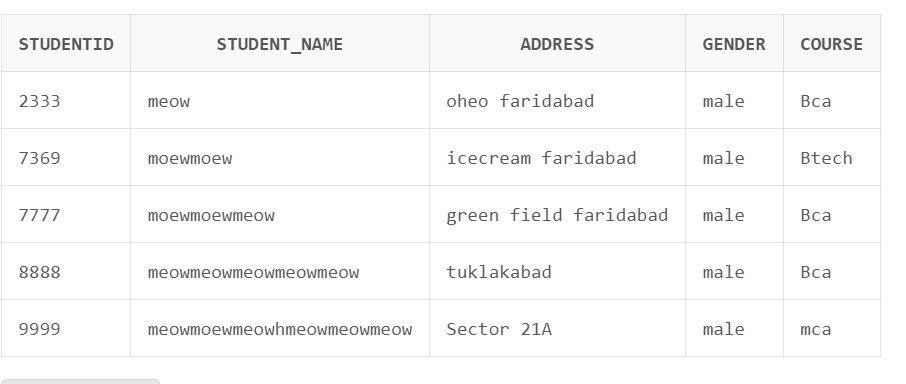 STUDENTID STUDENT_NAME ADDRESS GENDER COURSE
2333 meow oheo faridabad male Bca
7369 moewmoew icecream faridabad male Btech
7777 moewmoewmeow green field faridabad male Bca
8888 meowmeowmeowmeowmeow tuklakabad male Bca
9999 meowmoewmeowhmeowmeowmeow Sector 21A male mca